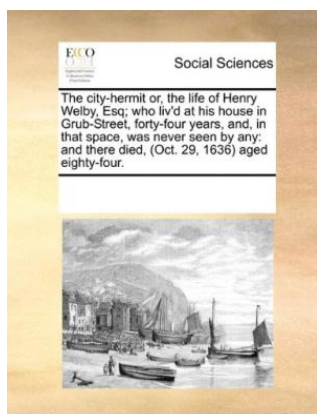 ECCO
Social Sciences
The city-hermit or, the life of Henry
Welby, Esq; who liv'd at his house in
Grub-Street, forty-four years, and, in
that space, was never seen by any:
and there died, (Oct. 29, 1636) aged
eighty-four.